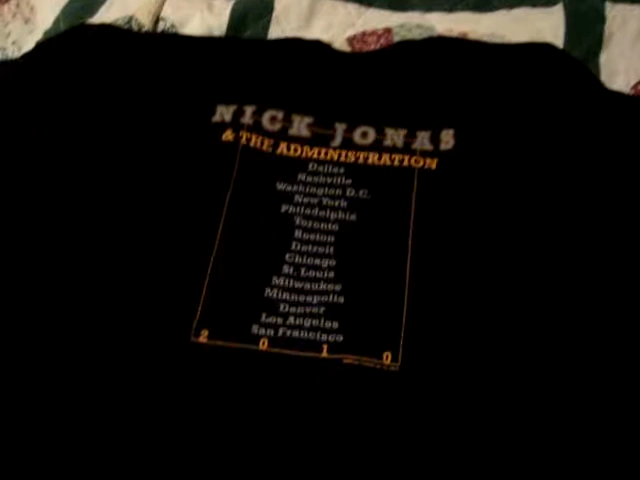 NICK JONAS
& THE ADMINISTRATION
Dallas
Nashville
Washington D.C.
New York
Philadelphia
Toronto
Boston
Detroit
Chicago
St. Louis
Milwaukee
Minneapolis
Denver
Los Angeles
San Francisco
2 0 1 0